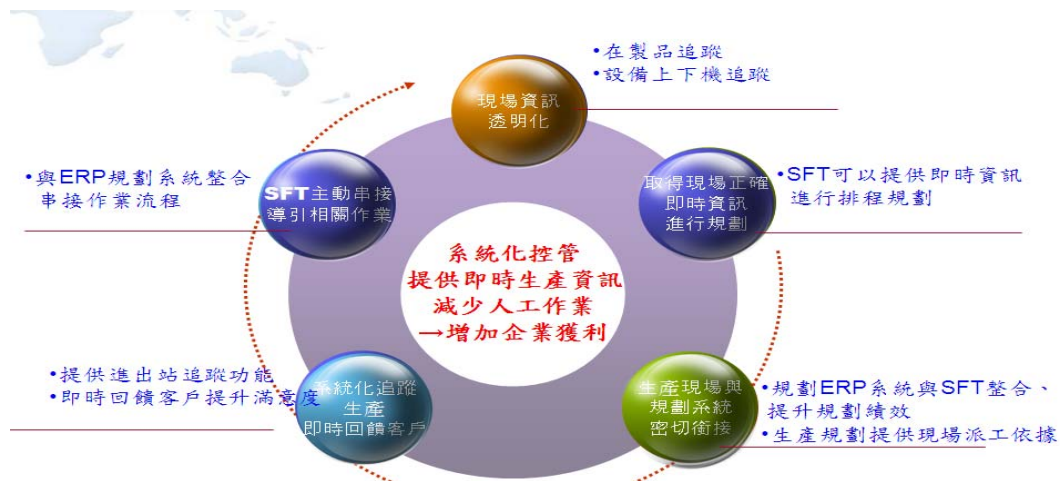 •在製品追蹤
•設備上下機追蹤
現場資訊
透明化
•與ERP規劃系統整合
串接作業流程
SFT主動串接
導引相關作業
取得現場正確
即時資訊
進行規劃
•SFT可以提供即時資訊
進行排程規劃
系統化控管
提供即時生產資訊
減少人工作業
→增加企業獲利
•提供進出站追蹤功能
•即時回饋客戶提升滿意度
系統化追蹤
生產
即時回饋客戶
生產現場與
規劃系統
密切銜接
•規劃ERP系統與SFT整合、
提升規劃績效
•生產規劃提供現場派工依據